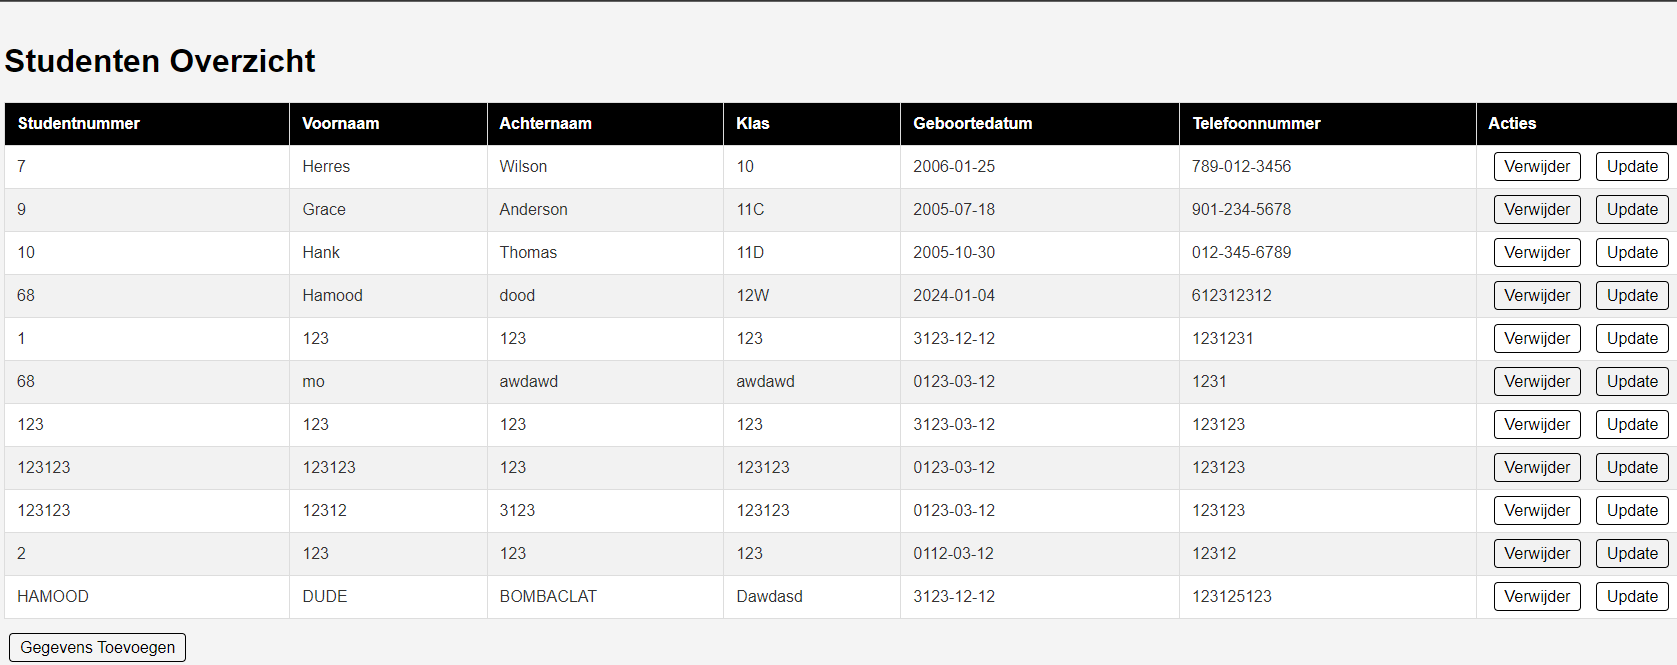 Studenten Overzicht
Studentnummer Voornaam Achternaam Klas Geboortedatum Telefoonnummer Acties
7 Herres Wilson 10 2006-01-25 789-012-3456 Verwijder Update
9 Grace Anderson 11C 2005-07-18 901-234-5678 Verwijder Update
10 Hank Thomas 11D 2005-10-30 012-345-6789 Verwijder Update
68 Hamood dood 12W 2024-01-04 612312312 Verwijder Update
1 123 123 123 3123-12-12 1231231 Verwijder Update
68 mo awdawd awdawd 0123-03-12 1231 Verwijder Update
123 123 123 123 3123-03-12 123123 Verwijder Update
123123 123123 123 123123 0123-03-12 123123 Verwijder Update
123123 12312 3123 123123 0123-03-12 123123 Verwijder Update
2 123 123 123 0112-03-12 12312 Verwijder Update
HAMOOD DUDE BOMBACLAT Dawdasd 3123-12-12 123125123 Verwijder Update
Gegevens Toevoegen